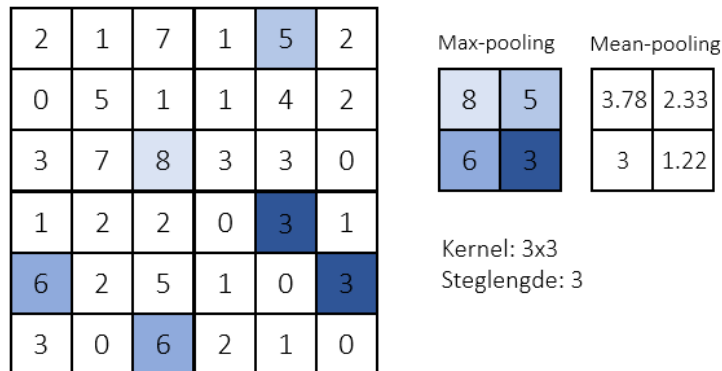 2 1 7 1 5 2
0 5 1 1 4 2
3 7 8 3 3 0
1 2 2 0 3 1
6 2 5 1 0 3
3 0 6 2 1 0
Max-pooling
8 5
6 3
Mean-pooling
3.78 2.33
3 1.22
Kernel: 3x3
Steglengde: 3